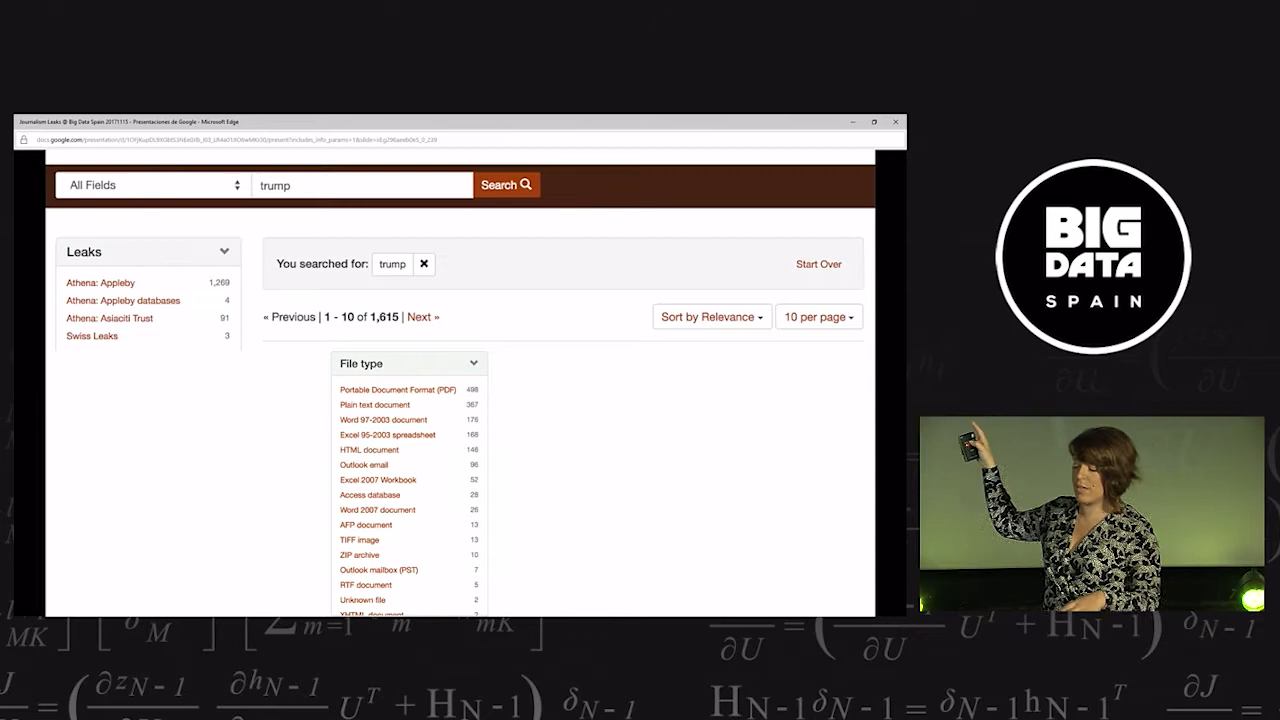 Journalism Leaks @ Big Data Spain 20171115 - Presentaciones de Google - Microsoft Edge
All Fields
trump
Search
Leaks
Athena: Appleby 1,269
Athena: Appleby databases 4
Athena: Asiaciti Trust 91
Swiss Leaks 3
You searched for: trump ✖
Start Over
« Previous | 1 - 10 of 1,615 | Next »
Sort by Relevance
10 per page
File type
Portable Document Format (PDF) 498
Plain text document 367
Word 97-2003 document 176
Excel 95-2003 spreadsheet 168
HTML document 148
Outlook email 96
Excel 2007 Workbook 52
Access database 28
Word 2007 document 26
AFP document 13
TIFF image 13
ZIP archive 10
Outlook mailbox (PST) 7
RTF document 5
Unknown file 2
XHTML document 2
BIG
DATA
SPAIN